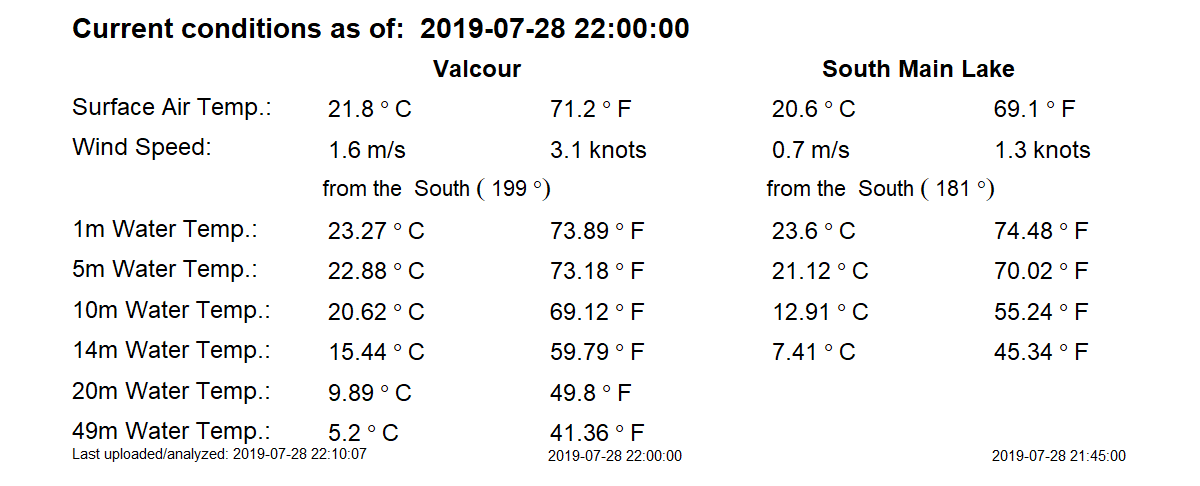 Current conditions as of: 2019-07-28 22:00:00
Valcour South Main Lake
Surface Air Temp.: 21.8 ° C 71.2 ° F 20.6 ° C 69.1 ° F
Wind Speed: 1.6 m/s 3.1 knots 0.7 m/s 1.3 knots
from the South ( 199 °) from the South ( 181 °)
1m Water Temp.: 23.27 ° C 73.89 ° F 23.6 ° C 74.48 ° F
5m Water Temp.: 22.88 ° C 73.18 ° F 21.12 ° C 70.02 ° F
10m Water Temp.: 20.62 ° C 69.12 ° F 12.91 ° C 55.24 ° F
14m Water Temp.: 15.44 ° C 59.79 ° F 7.41 ° C 45.34 ° F
20m Water Temp.: 9.89 ° C 49.8 ° F
49m Water Temp.: 5.2 ° C 41.36 ° F
Last uploaded/analyzed: 2019-07-28 22:10:07 2019-07-28 22:00:00 2019-07-28 21:45:00